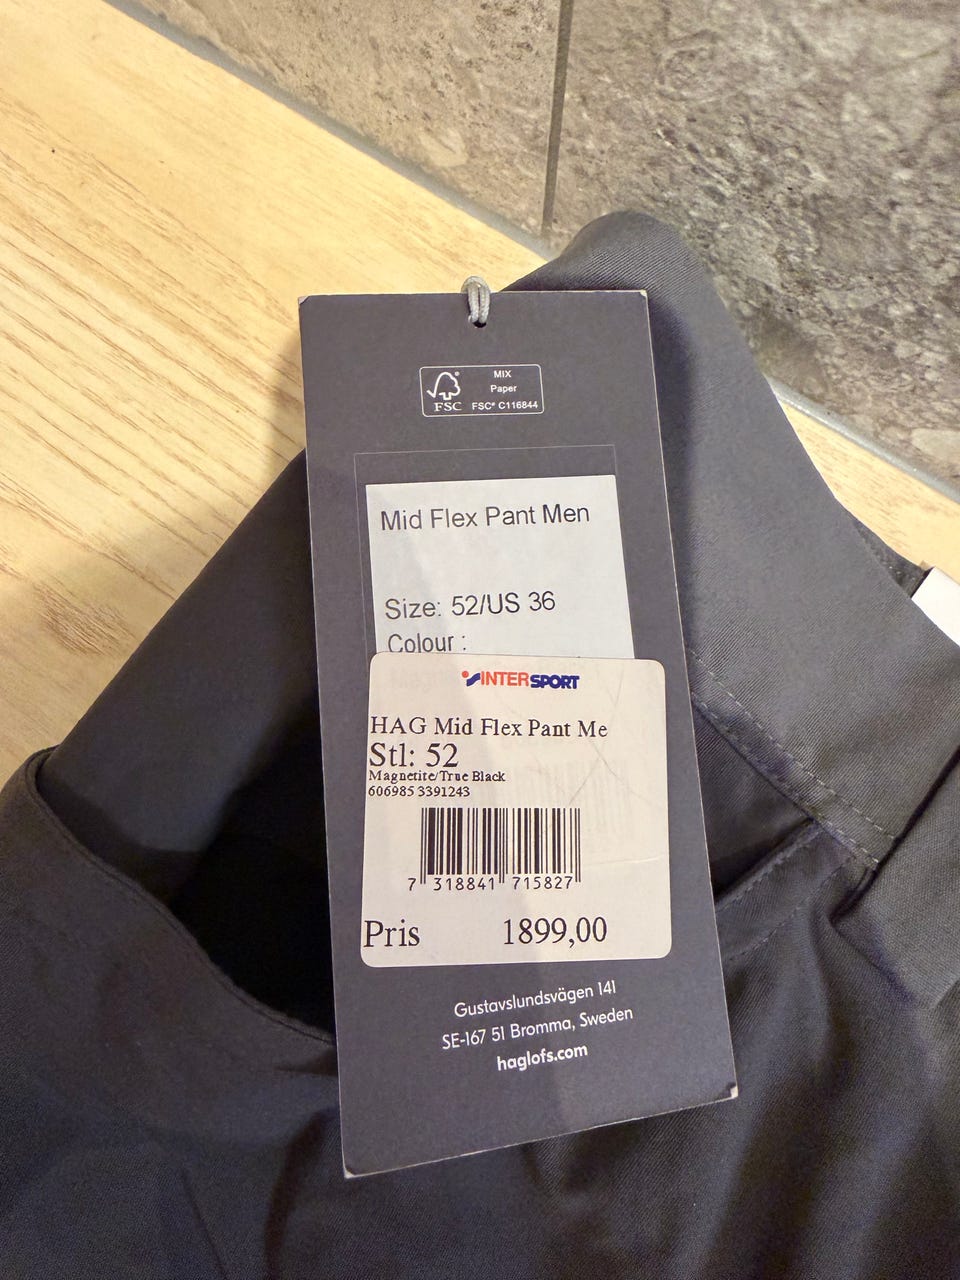 MIX
Paper
FSC® C116844
FSC
Mid Flex Pant Men
Size: 52/US 36
Colour :
INTERSPORT
HAG Mid Flex Pant Me
Stl: 52
Magnetite/True Black
606985 3391243
7 318841 715827
Pris 1899,00
Gustavslundsvägen 141
SE-167 51 Bromma, Sweden
haglofs.com